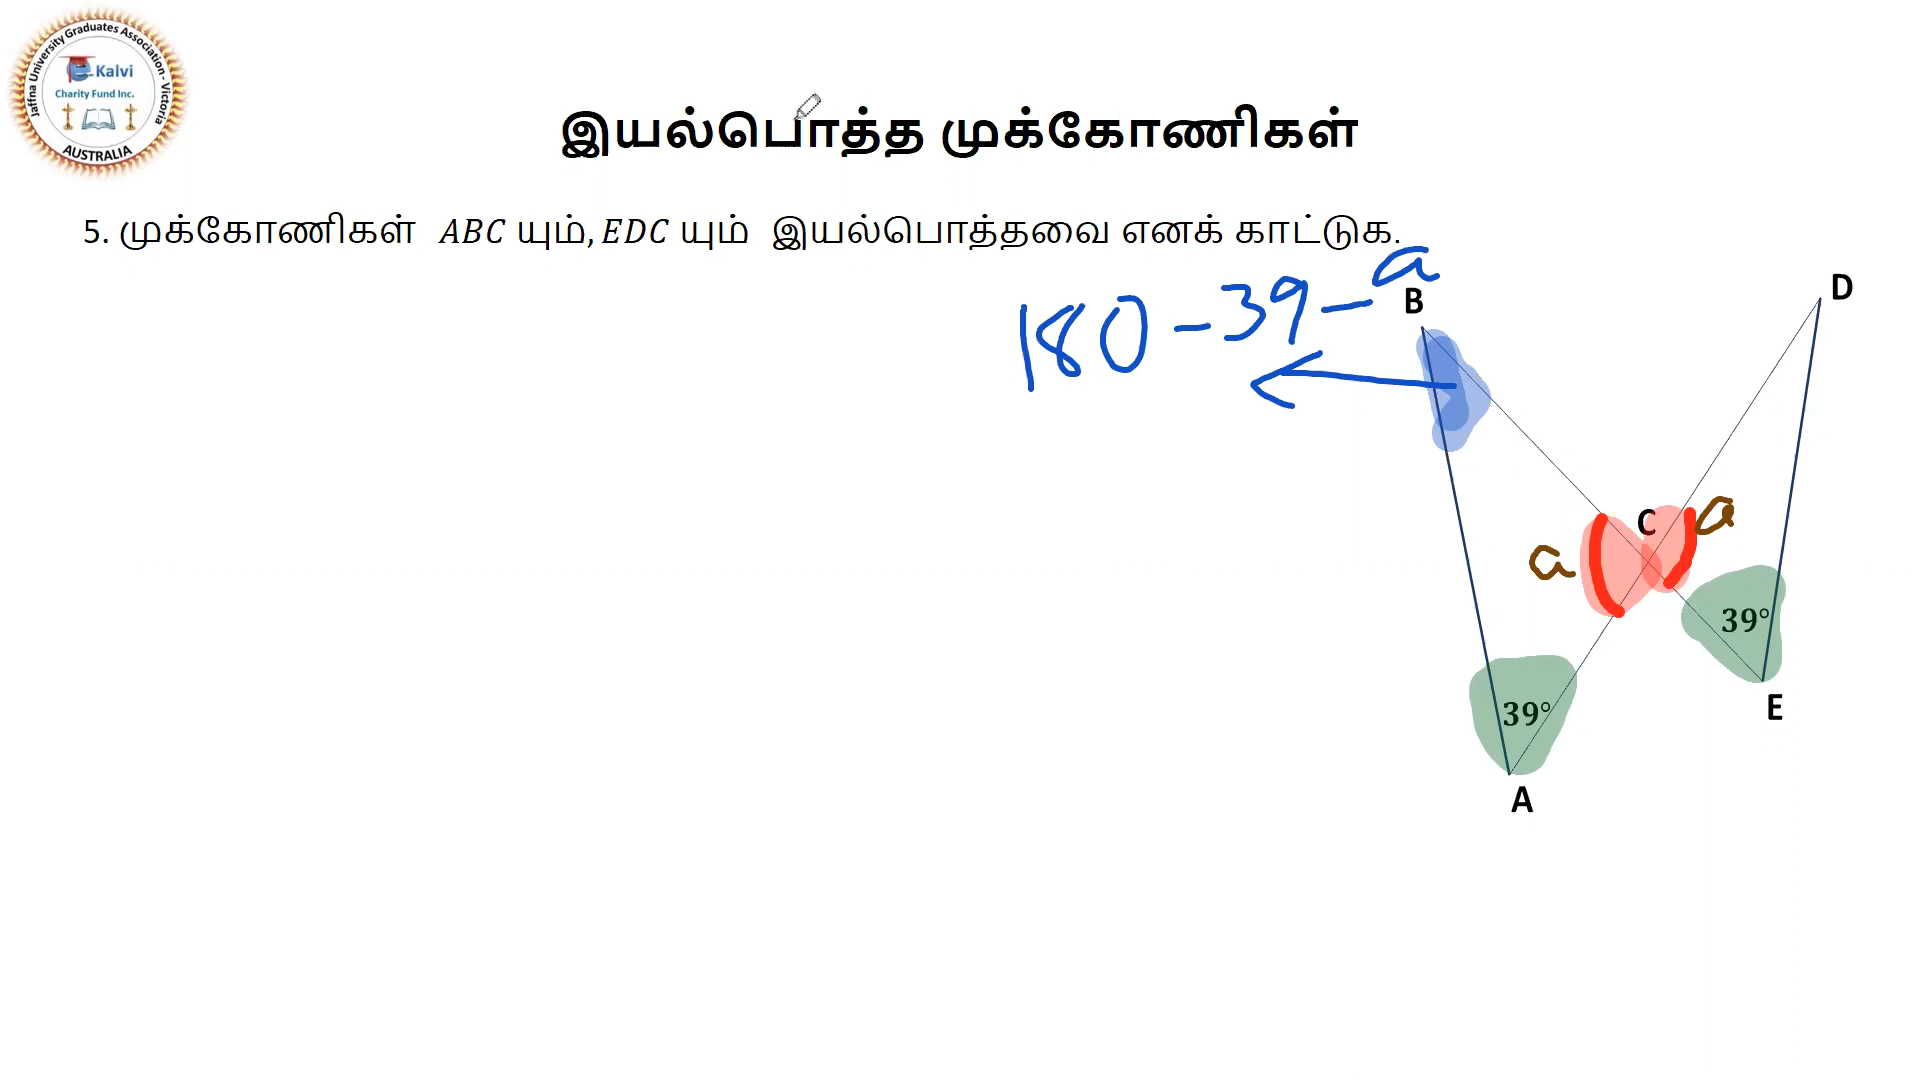 Jaffna University Graduates Association - Victoria
eKalvi
Charity Fund Inc.
AUSTRALIA
இயல்பொத்த முக்கோணிகள்
5. முக்கோணிகள் ABC யும், EDC யும் இயல்பொத்தவை எனக் காட்டுக.
180 - 39 - a
B
D
C
a
a
39°
39°
E
A